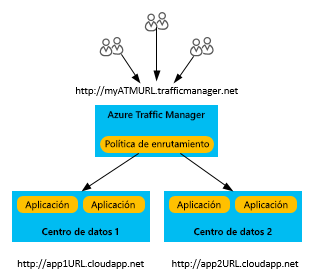 http://myATMURL.trafficmanager.net
Azure Traffic Manager
Política de enrutamiento
Aplicación Aplicación Aplicación Aplicación
Centro de datos 1 Centro de datos 2
http://app1URL.cloudapp.net http://app2URL.cloudapp.net